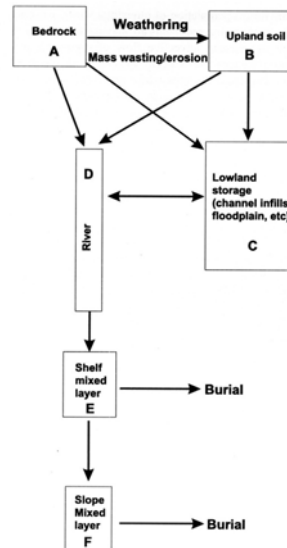 Bedrock
A
Weathering
Mass wasting/erosion
Upland soil
B
D
River
Lowland
storage
(channel infills
floodplain, etc)
C
Shelf
mixed
layer
E
Burial
Slope
Mixed
layer
F
Burial